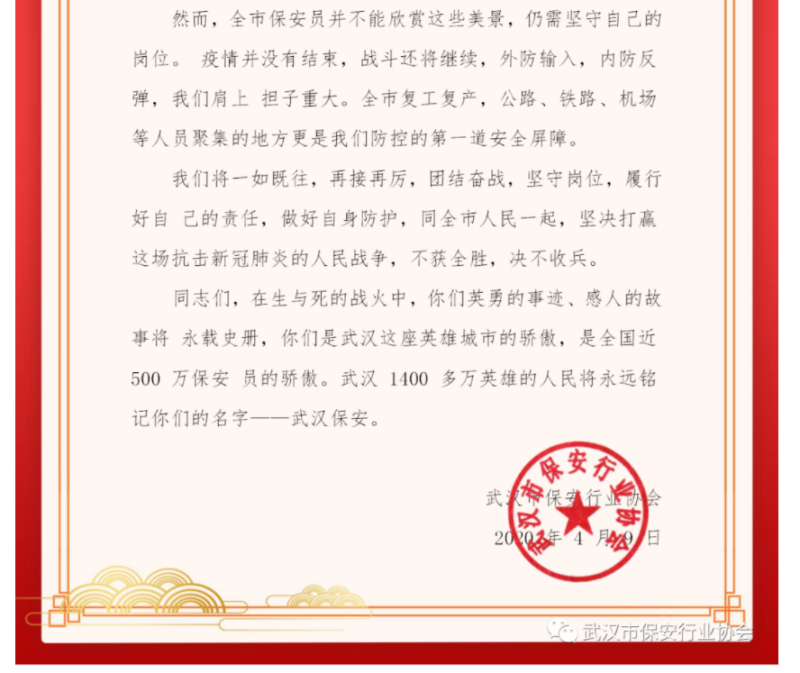 然而，全市保安员并不能欣赏这些美景，仍需坚守自己的
岗位。 疫情并没有结束，战斗还将继续，外防输入，内防反
弹，我们肩上 担子重大。全市复工复产，公路、铁路、机场
等人员聚集的地方更是我们防控的第一道安全屏障。
我们将一如既往，再接再厉，团结奋战，坚守岗位，履行
好自 己的责任，做好自身防护，同全市人民一起，坚决打赢
这场抗击新冠肺炎的人民战争，不获全胜，决不收兵。
同志们，在生与死的战火中，你们英勇的事迹、感人的故
事将 永载史册，你们是武汉这座英雄城市的骄傲，是全国近
500 万保安 员的骄傲。武汉 1400 多万英雄的人民将永远铭
记你们的名字——武汉保安。
武汉市保安行业协会
2020 年 4 月 9 日
武汉市保安行业协会
武汉市保安行业协会